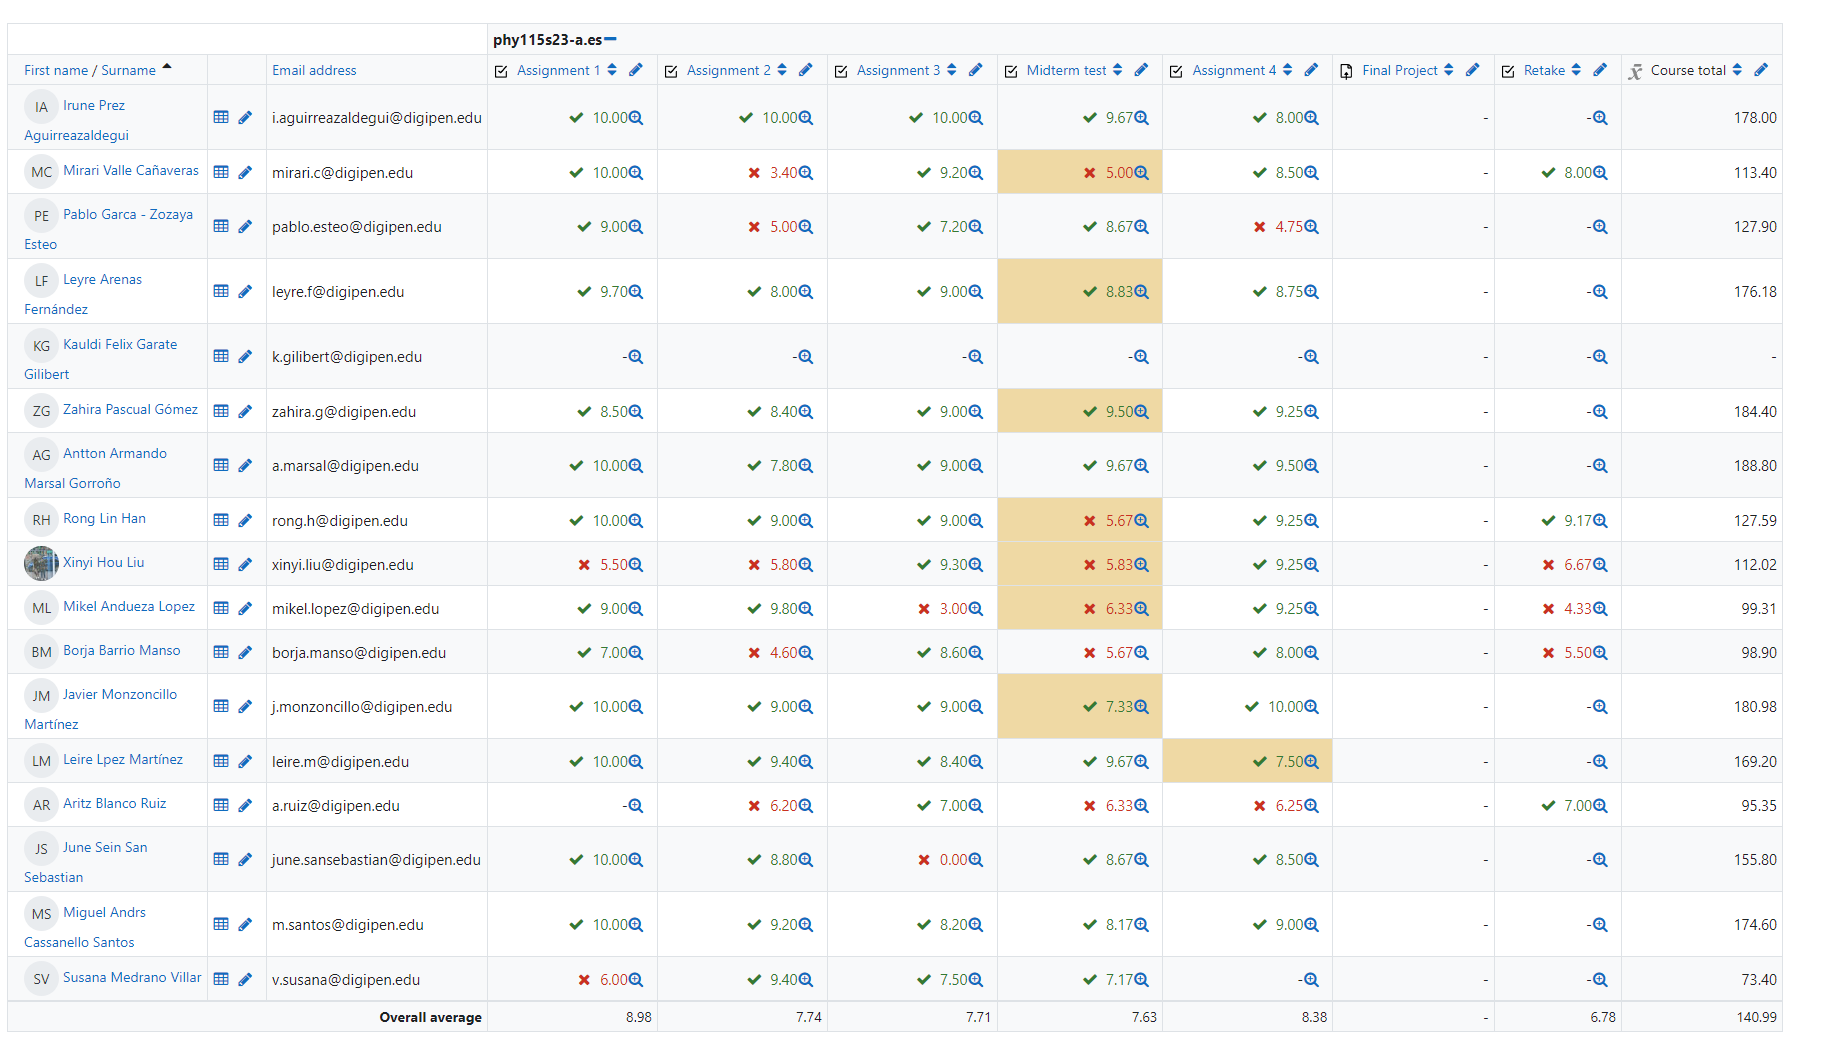 phy115s23-a.es
First name / Surname Email address Assignment 1 Assignment 2 Assignment 3 Midterm test Assignment 4 Final Project Retake x̄ Course total
IA Irune Prez Aguirreazaldegui i.aguirreazaldegui@digipen.edu 10.00 10.00 10.00 9.67 8.00 - - 178.00
MC Mirari Valle Cañaveras mirari.c@digipen.edu 10.00 3.40 9.20 5.00 8.50 - 8.00 113.40
PE Pablo Garca - Zozaya Esteo pablo.esteo@digipen.edu 9.00 5.00 7.20 8.67 4.75 - - 127.90
LF Leyre Arenas Fernández leyre.f@digipen.edu 9.70 8.00 9.00 8.83 8.75 - - 176.18
KG Kauldi Felix Garate Gilibert k.gilibert@digipen.edu - - - - - - - -
ZG Zahira Pascual Gómez zahira.g@digipen.edu 8.50 8.40 9.00 9.50 9.25 - - 184.40
AG Antton Armando Marsal Gorroño a.marsal@digipen.edu 10.00 7.80 9.00 9.67 9.50 - - 188.80
RH Rong Lin Han rong.h@digipen.edu 10.00 9.00 9.00 5.67 9.25 - 9.17 127.59
Xinyi Hou Liu xinyi.liu@digipen.edu 5.50 5.80 9.30 5.83 9.25 - 6.67 112.02
ML Mikel Andueza Lopez mikel.lopez@digipen.edu 9.00 9.80 3.00 6.33 9.25 - 4.33 99.31
BM Borja Barrio Manso borja.manso@digipen.edu 7.00 4.60 8.60 5.67 8.00 - 5.50 98.90
JM Javier Monzoncillo Martínez j.monzoncillo@digipen.edu 10.00 9.00 9.00 7.33 10.00 - - 180.98
LM Leire Lpez Martínez leire.m@digipen.edu 10.00 9.40 8.40 9.67 7.50 - - 169.20
AR Aritz Blanco Ruiz a.ruiz@digipen.edu - 6.20 7.00 6.33 6.25 - 7.00 95.35
JS June Sein San Sebastian june.sansebastian@digipen.edu 10.00 8.80 0.00 8.67 8.50 - - 155.80
MS Miguel Andrs Cassanello Santos m.santos@digipen.edu 10.00 9.20 8.20 8.17 9.00 - - 174.60
SV Susana Medrano Villar v.susana@digipen.edu 6.00 9.40 7.50 7.17 - - - 73.40
Overall average 8.98 7.74 7.71 7.63 8.38 - 6.78 140.99